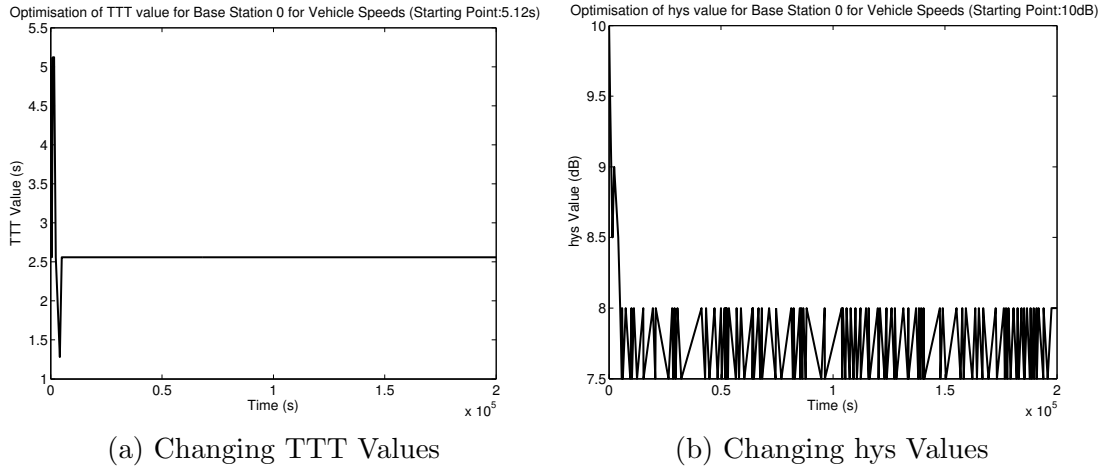 Optimisation of TTT value for Base Station 0 for Vehicle Speeds (Starting Point:5.12s)
5.5
5
4.5
4
3.5
3
2.5
2
1.5
1
TTT Value (s)
0
0.5
1
1.5
2
x 10^5
Time (s)
(a) Changing TTT Values
Optimisation of hys value for Base Station 0 for Vehicle Speeds (Starting Point:10dB)
10
9.5
9
8.5
8
7.5
hys Value (dB)
0
0.5
1
1.5
2
x 10^5
Time (s)
(b) Changing hys Values